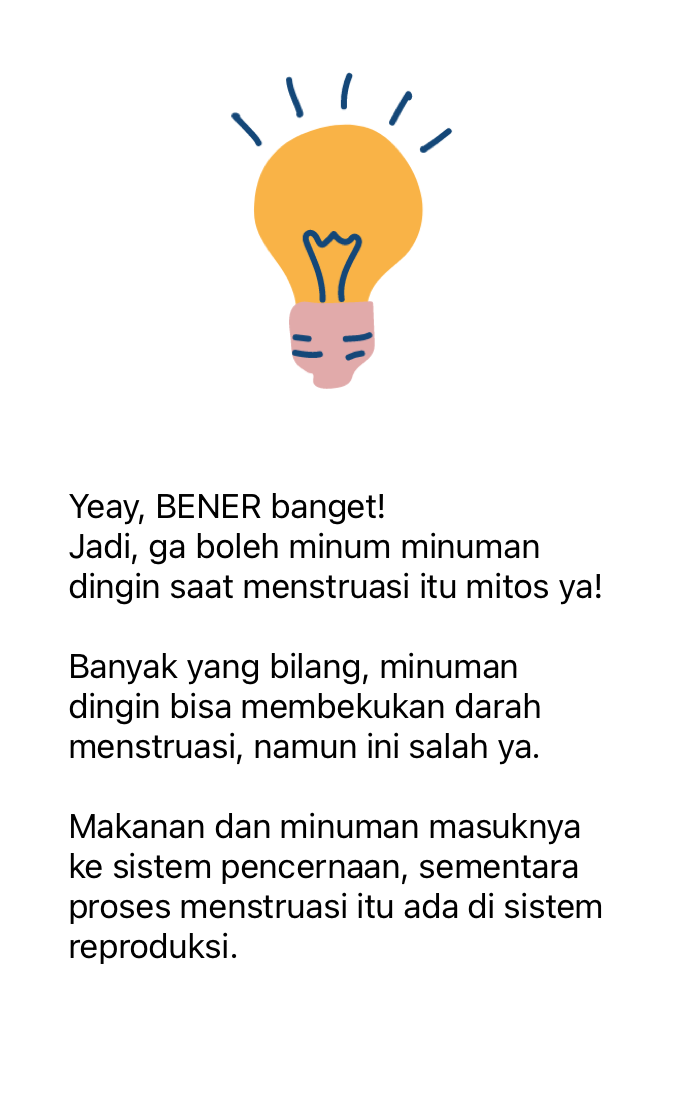 Yeay, BENER banget!
Jadi, ga boleh minum minuman
dingin saat menstruasi itu mitos ya!
Banyak yang bilang, minuman
dingin bisa membekukan darah
menstruasi, namun ini salah ya.
Makanan dan minuman masuknya
ke sistem pencernaan, sementara
proses menstruasi itu ada di sistem
reproduksi.